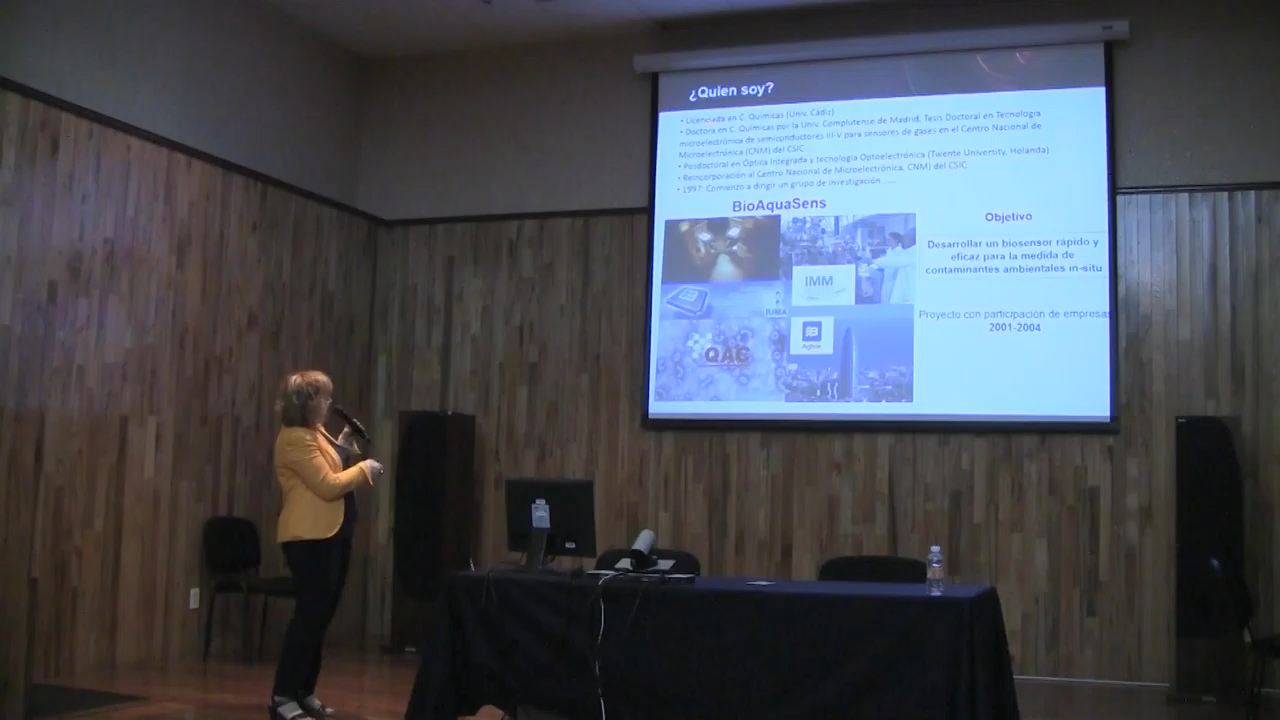 ¿Quien soy?
• Licenciada en C. Químicas (Univ. Cádiz)
• Doctora en C. Químicas por la Univ. Complutense de Madrid. Tesis Doctoral en Tecnología
microelectrónica de semiconductores III-V para sensores de gases en el Centro Nacional de
Microelectrónica (CNM) del CSIC
• Posdoctoral en Óptica Integrada y tecnología Optoelectrónica (Twente University, Holanda)
• Reincorporación al Centro Nacional de Microelectrónica, CNM) del CSIC.
• 1997: Comienzo a dirigir un grupo de investigación......
BioAquaSens
IMM
IUMA
QAC
Agbar
Objetivo
Desarrollar un biosensor rápido y
eficaz para la medida de
contaminantes ambientales in-situ
Proyecto con participación de empresas
2001-2004